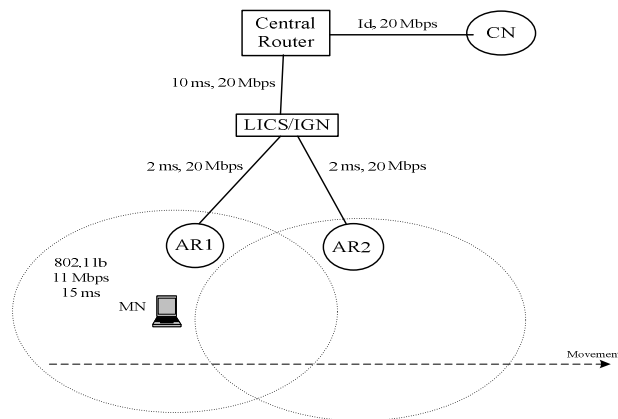 Central
Router
ld, 20 Mbps
CN
10 ms, 20 Mbps
LICS/IGN
2 ms, 20 Mbps
2 ms, 20 Mbps
AR1
AR2
802.11b
11 Mbps
15 ms
MN
Movement